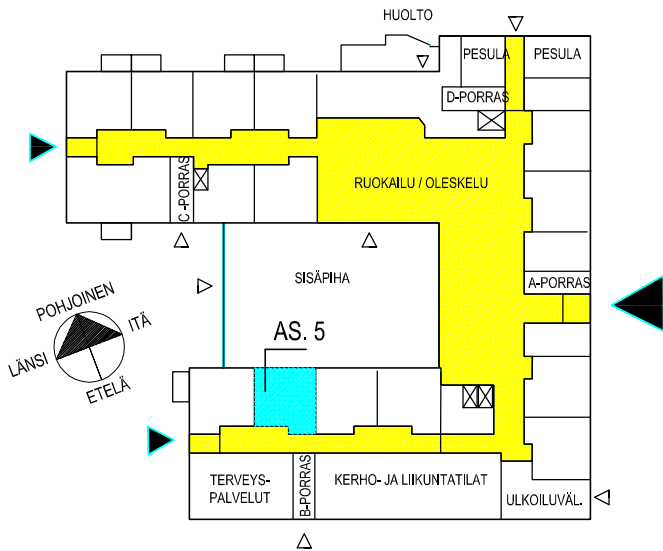 HUOLTO
PESULA
PESULA
D-PORRAS
C-PORRAS
RUOKAILU / OLESKELU
SISÄPIHA
A-PORRAS
POHJOINEN
ITÄ
LÄNSI
ETELÄ
AS. 5
TERVEYS-
PALVELUT
B-PORRAS
KERHO- JA LIIKUNTATILAT
ULKOILUVÄL.